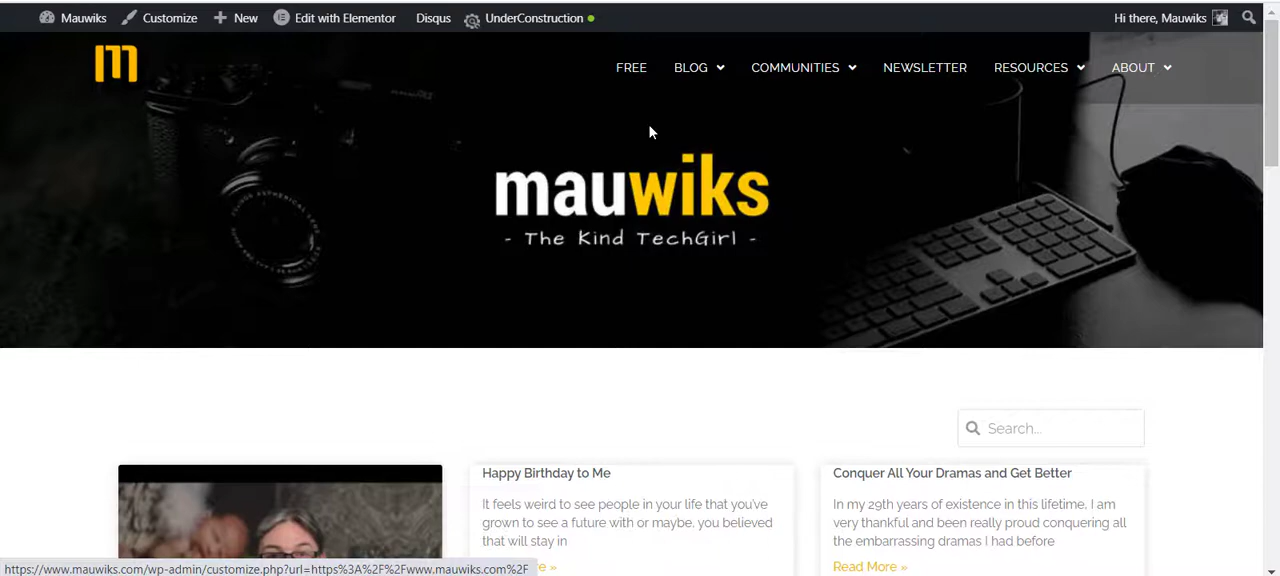 Mauwiks Customize New Edit with Elementor Disqus UnderConstruction Hi there, Mauwiks
m FREE BLOG COMMUNITIES NEWSLETTER RESOURCES ABOUT
mauwiks
- The Kind TechGirl -
Search...
Happy Birthday to Me
It feels weird to see people in your life that you've
grown to see a future with or maybe. you believed
that will stay in
Conquer All Your Dramas and Get Better
In my 29th years of existence in this lifetime, I am
very thankful and been really proud conquering all
the embarrassing dramas I had before
Read More »
https://www.mauwiks.com/wp-admin/customize.php?url=https%3A%2F%2Fwww.mauwiks.com%2F